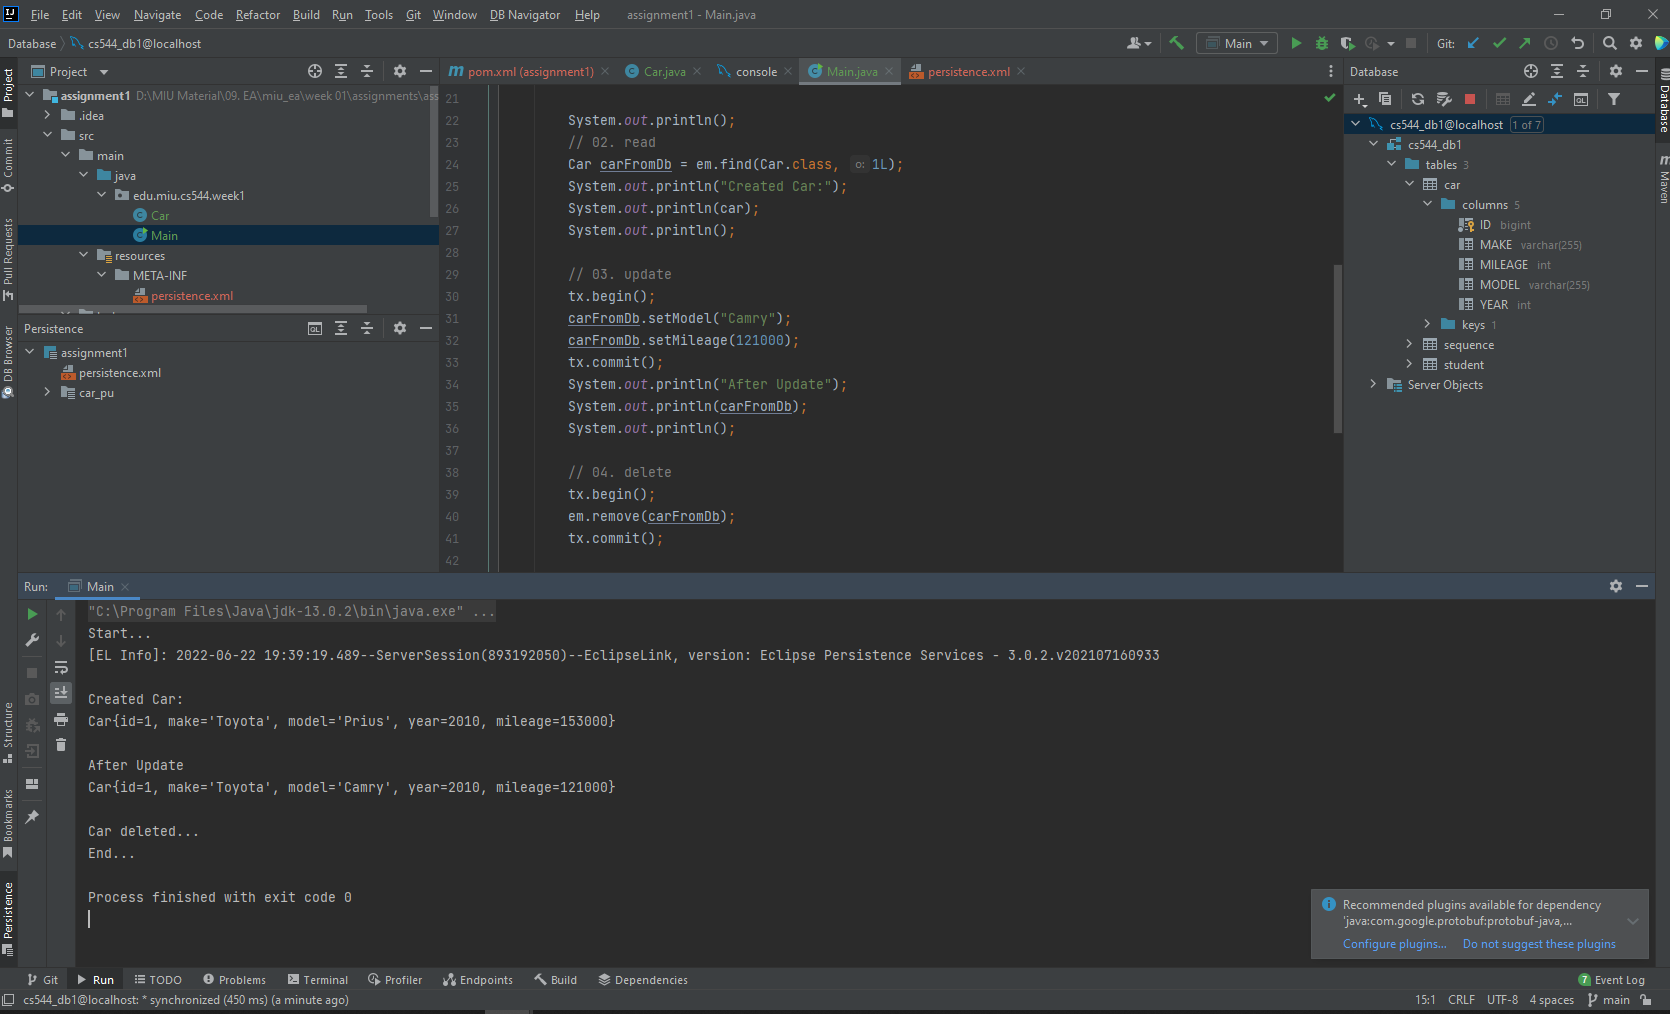 File Edit View Navigate Code Refactor Build Run Tools Git Window DB Navigator Help assignment1 - Main.java
Database cs544_db1@localhost
Main Git:
Project
pom.xml (assignment1) Car.java console Main.java persistence.xml
Database
assignment1 D:\MIU Material\09. EA\miu_ea\week 01\assignments\ass
.idea
src
main
java
edu.miu.cs544.week1
Car
Main
resources
META-INF
persistence.xml
Persistence
assignment1
persistence.xml
car_pu
21
22 System.out.println();
23 // 02. read
24 Car carFromDb = em.find(Car.class, o: 1L);
25 System.out.println("Created Car:");
26 System.out.println(car);
27 System.out.println();
28
29 // 03. update
30 tx.begin();
31 carFromDb.setModel("Camry");
32 carFromDb.setMileage(121000);
33 tx.commit();
34 System.out.println("After Update");
35 System.out.println(carFromDb);
36 System.out.println();
37
38 // 04. delete
39 tx.begin();
40 em.remove(carFromDb);
41 tx.commit();
42
QL
cs544_db1@localhost 1 of 7
cs544_db1
tables 3
car
columns 5
ID bigint
MAKE varchar(255)
MILEAGE int
MODEL varchar(255)
YEAR int
keys 1
sequence
student
Server Objects
Project
Commit
Pull Requests
DB Browser
Structure
Bookmarks
Persistence
Database
Maven
Run: Main
"C:\Program Files\Java\jdk-13.0.2\bin\java.exe" ...
Start...
[EL Info]: 2022-06-22 19:39:19.489--ServerSession(893192050)--EclipseLink, version: Eclipse Persistence Services - 3.0.2.v202107160933
Created Car:
Car{id=1, make='Toyota', model='Prius', year=2010, mileage=153000}
After Update
Car{id=1, make='Toyota', model='Camry', year=2010, mileage=121000}
Car deleted...
End...
Process finished with exit code 0
Recommended plugins available for dependency
'java:com.google.protobuf:protobuf-java,...
Configure plugins... Do not suggest these plugins
Git Run TODO Problems Terminal Profiler Endpoints Build Dependencies 7 Event Log
cs544_db1@localhost: * synchronized (450 ms) (a minute ago) 15:1 CRLF UTF-8 4 spaces main